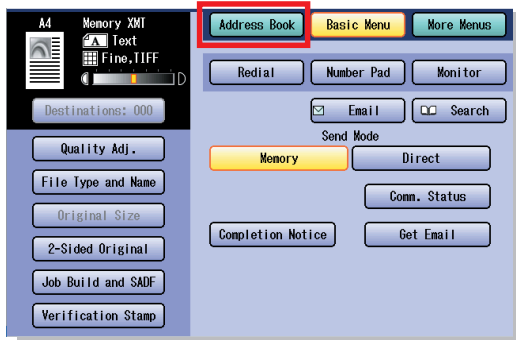 A4 Memory XMT
A Text
Fine,TIFF
D
Destinations: 000
Quality Adj.
File Type and Name
Original Size
2-Sided Original
Job Build and SADF
Verification Stamp
Address Book Basic Menu More Menus
Redial Number Pad Monitor
Email Search
Send Mode
Memory Direct
Comm. Status
Completion Notice Get Email